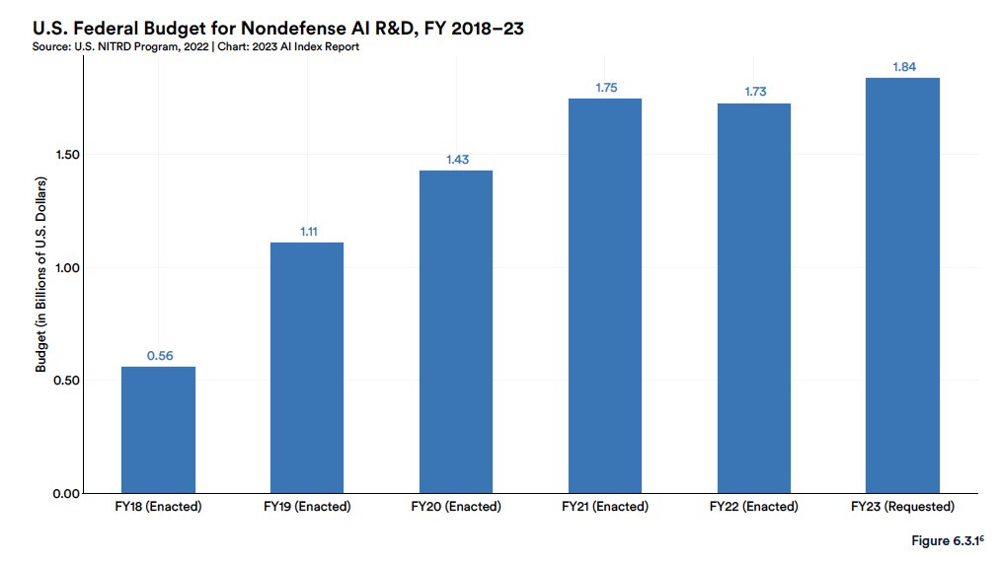 U.S. Federal Budget for Nondefense AI R&D, FY 2018–23
Source: U.S. NITRD Program, 2022 | Chart: 2023 AI Index Report
1.84
1.75
1.73
1.50
1.43
1.11
1.00
0.56
0.50
0.00
Budget (in Billions of U.S. Dollars)
FY18 (Enacted)
FY19 (Enacted)
FY20 (Enacted)
FY21 (Enacted)
FY22 (Enacted)
FY23 (Requested)
Figure 6.3.1⁶